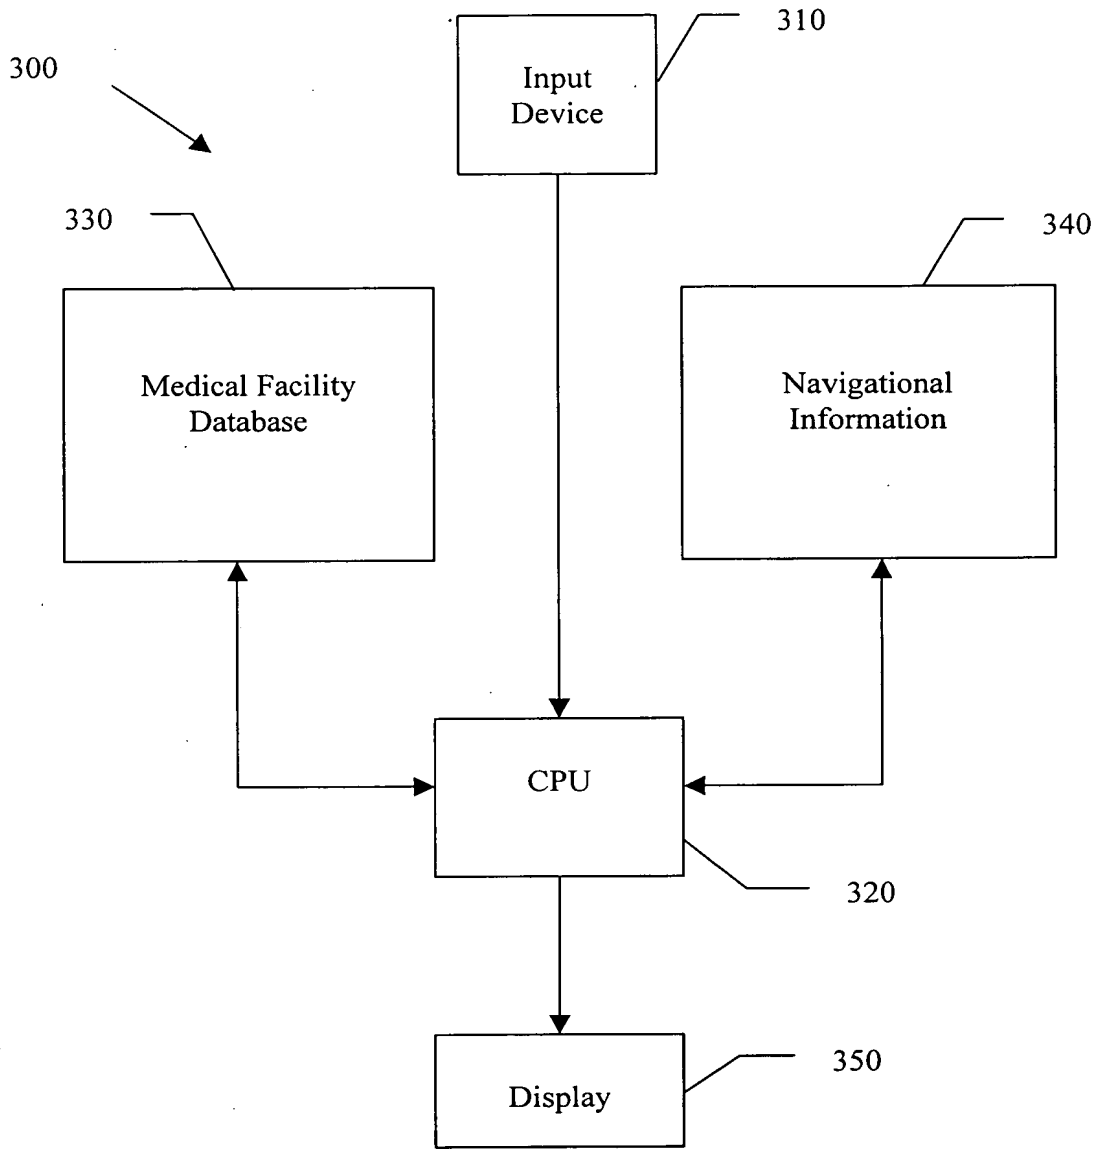 310
Input
Device
300
330
340
Medical Facility
Database
Navigational
Information
CPU
320
350
Display